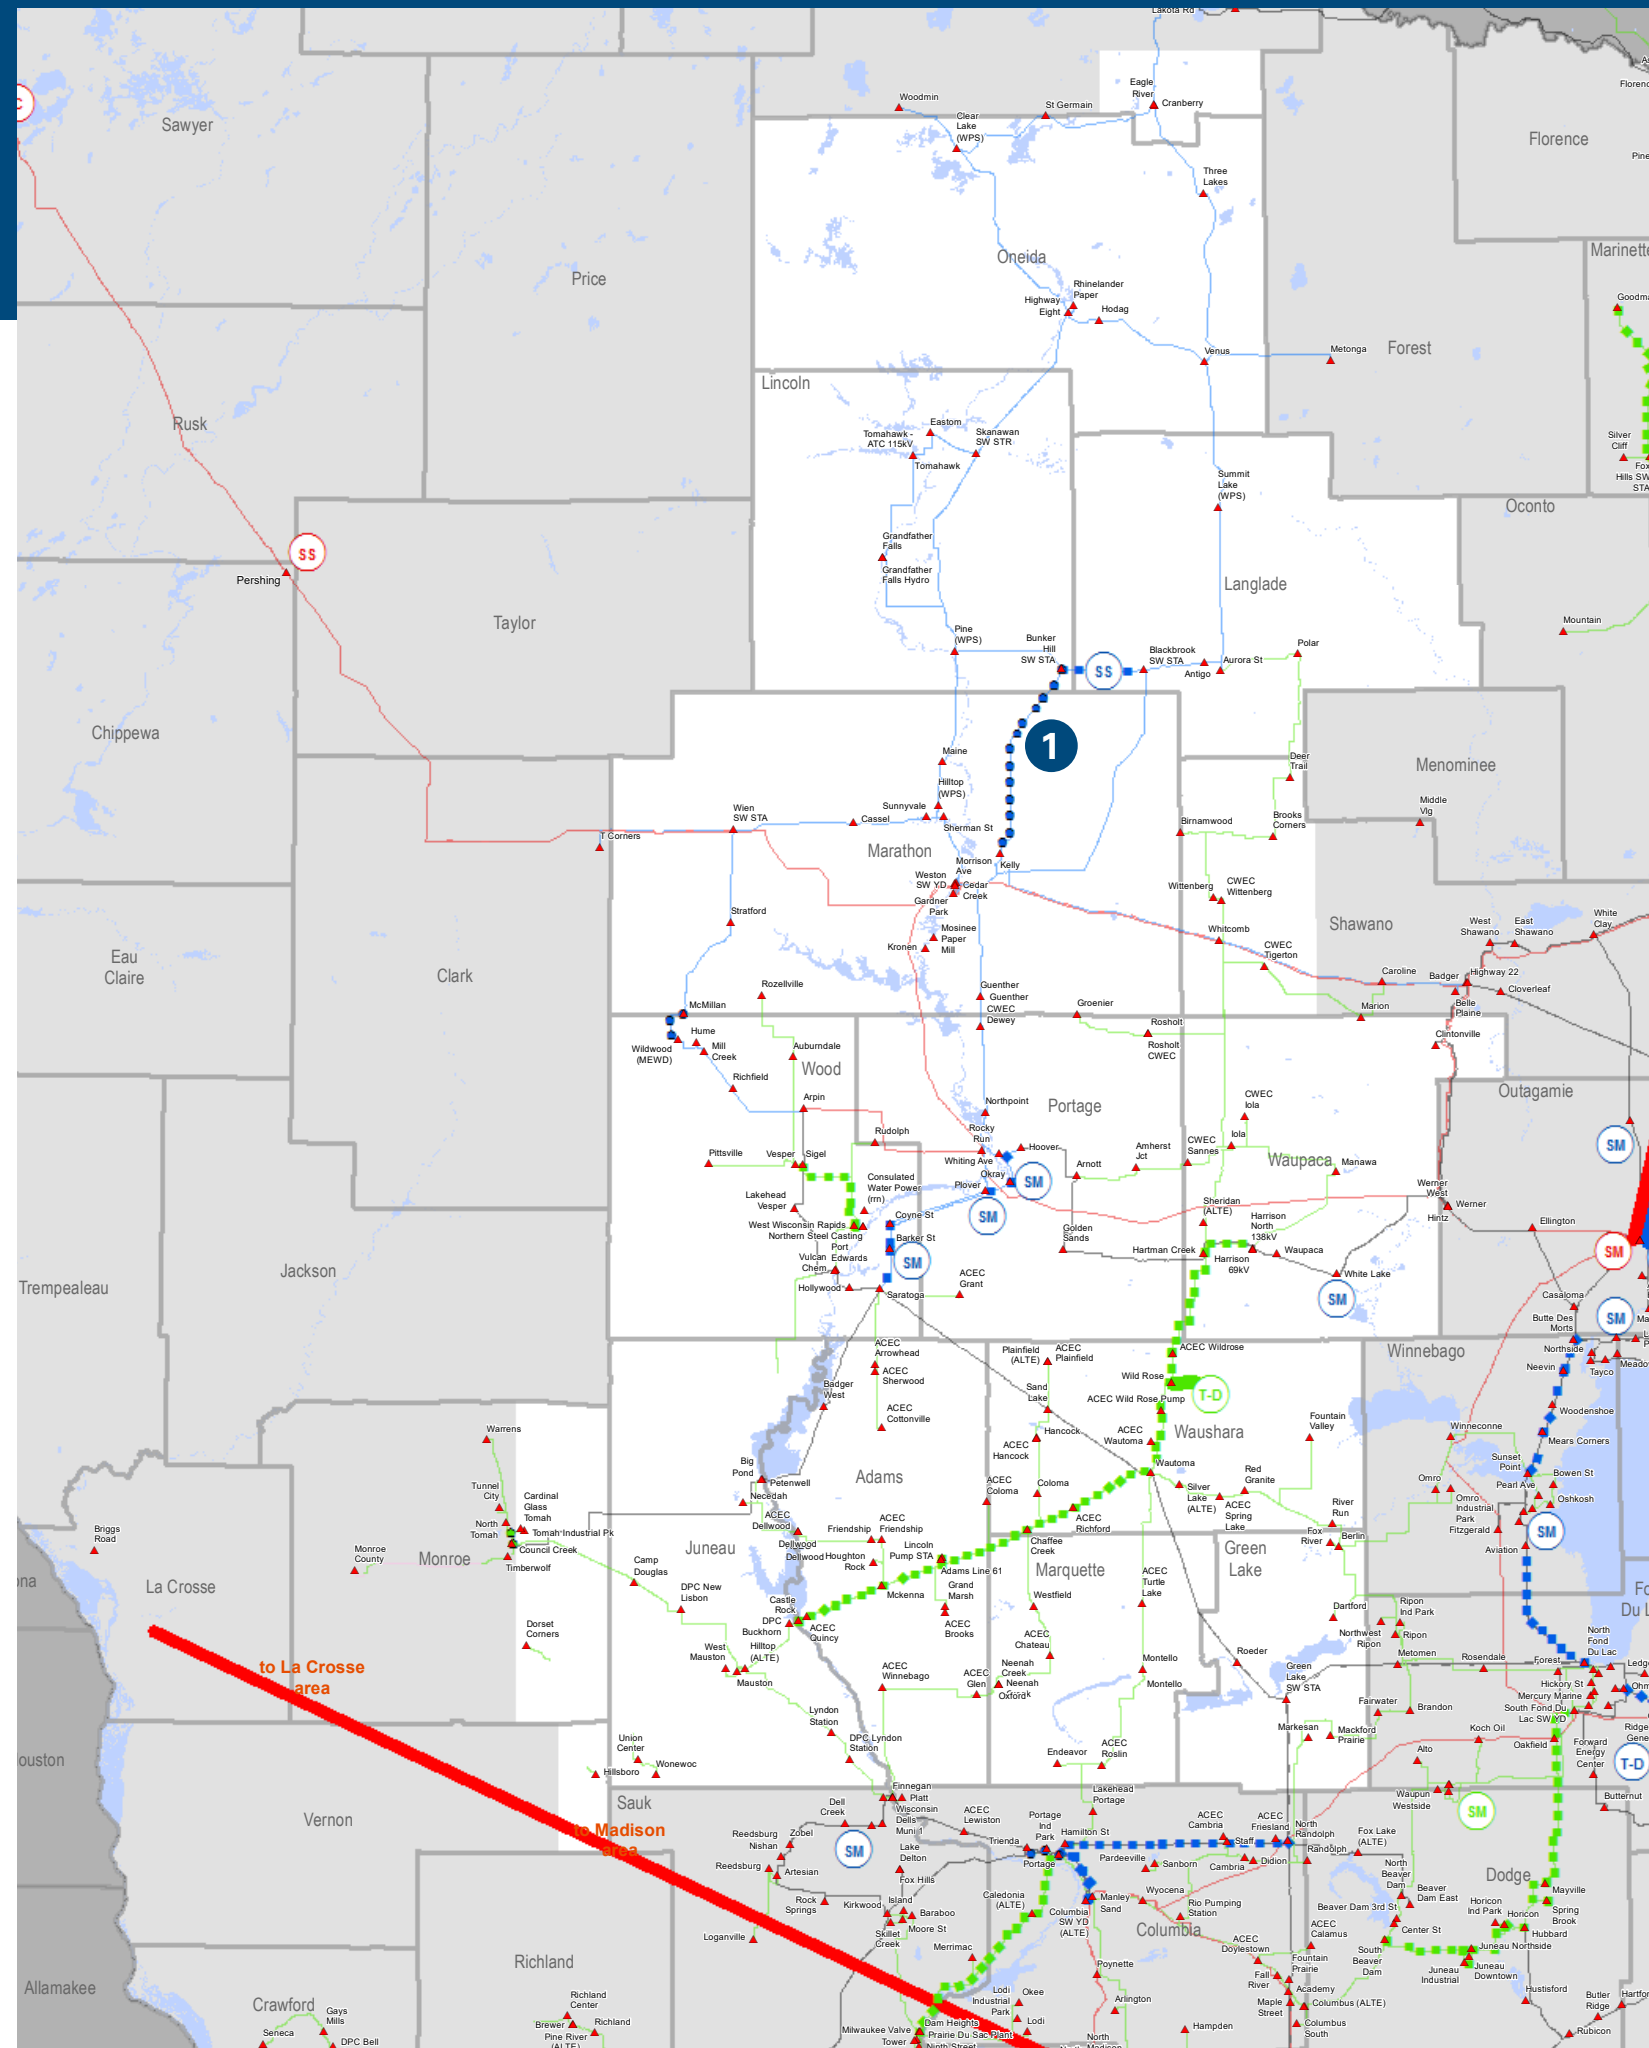 Lakota Rd
Florence
Eagle
River
Cranberry
Woodmin
St Germain
Clear
Lake
(WPS)
Sawyer
Florence
Three
Lakes
Oneida
Marinette
Price
Rhinelander
Paper
Highway
Eight
Hodag
Venus
Metonga
Forest
Lincoln
Rusk
Eastom
Tomahawk -
ATC 115kV
Skanawan
SW STR
Tomahawk
Silver
Cliff
Fox
Hills SW
STA
Summit
Lake
(WPS)
Oconto
Grandfather
Falls
Grandfather
Falls Hydro
SS
Pershing
Langlade
Taylor
Mountain
Pine
(WPS)
Bunker
Hill
SW STA
SS
Blackbrook
SW STA
Antigo
Aurora St
Polar
Chippewa
1
Maine
Deer
Trail
Menominee
Hilltop
(WPS)
Middle
Vlg
Wien
SW STA
Sunnyvale
Cassel
Sherman St
Birnamwood
Brooks
Corners
T Corners
Marathon
Morrison
Ave
Kelly
Weston
SW YD
Cedar
Creek
Gardner
Park
Wittenberg
CWEC
Wittenberg
Stratford
Mosinee
Paper
Mill
Kronen
Whitcomb
CWEC
Tigerton
Shawano
West
Shawano
East
Shawano
White
Clay
Eau
Claire
Clark
Rozellville
Guenther
Guenther
CWEC
Dewey
Groenier
Caroline
Badger
Highway 22
Cloverleaf
Belle
Plaine
Marion
McMillan
Hume
Wildwood
(MEWD)
Mill
Creek
Auburndale
Rosholt
Rosholt
CWEC
Clintonville
Wood
Richfield
Arpin
Northpoint
Portage
CWEC
Iola
Outagamie
Rudolph
Rocky
Run
Hoover
Iola
SM
Pittsville
Vesper
Sigel
Whiting Ave
Arnott
Amherst
Jct
CWEC
Sannes
Waupaca
Manawa
Okray
SM
Plover
Consulated
Water Power
(rrn)
Lakehead
Vesper
Werner
West
Werner
Hintz
Sheridan
(ALTE)
Harrison
North
138kV
West Wisconsin Rapids
Coyne St
SM
Northern Steel Casting
Barker St
Port
Edwards
Golden
Sands
Hartman Creek
Waupaca
Ellington
Harrison
69kV
SM
Vulcan
Chem
SM
White Lake
Trempealeau
Jackson
Hollywood
Saratoga
ACEC
Grant
SM
Casaloma
Butte Des
Morts
SM
ACEC
Arrowhead
ACEC
Sherwood
Plainfield
(ALTE)
ACEC
Plainfield
ACEC Wildrose
Winnebago
Northside
Neevin
Tayco
Badger
West
Sand
Lake
Wild Rose
T-D
ACEC Wild Rose Pump
ACEC
Cottonville
Woodenshoe
Warrens
Hancock
ACEC
Hancock
ACEC
Wautoma
Waushara
Fountain
Valley
Winneconne
Mears Corners
Big
Pond
Petenwell
Adams
Wautoma
Sunset
Point
Bowen St
Tunnel
City
Cardinal
Glass
Tomah
Necedah
ACEC
Coloma
Coloma
Silver
Lake
(ALTE)
Red
Granite
Omro
Pearl Ave
Omro
Industrial
Park
Oshkosh
ACEC
Spring
Lake
River
Run
North
Tomah
Tomah Industrial Pk
ACEC
Dellwood
Friendship
ACEC
Friendship
ACEC
Richford
Fitzgerald
SM
Briggs
Road
Council Creek
Dellwood
Dellwood
Houghton
Rock
Lincoln
Pump STA
Chaffee
Creek
Fox
River
Berlin
Aviation
Monroe
County
Monroe
Timberwolf
Juneau
Adams Line 61
Marquette
Green
Lake
La Crosse
Camp
Douglas
Mckenna
Grand
Marsh
ACEC
Turtle
Lake
DPC New
Lisbon
Castle
Rock
Westfield
DPC
Buckhorn
ACEC
Quincy
ACEC
Brooks
Dartford
Ripon
Ind Park
Dorset
Corners
Northwest
Ripon
Ripon
North
Fond
Du Lac
West
Mauston
Hilltop
(ALTE)
ACEC
Chateau
Roeder
Metomen
Rosendale
Forest
to La Crosse
area
Mauston
ACEC
Winnebago
ACEC
Glen
Neenah
Creek
Neenah
Oxford
Montello
Montello
Green
Lake
SW STA
Hickory St
Mercury Marine
South Fond Du
Lac SW YD
Fairwater
Brandon
Lyndon
Station
Markesan
Mackford
Prairie
Koch Oil
Oakfield
Forward
Energy
Center
DPC Lyndon
Station
Union
Center
Wonewoc
Hillsboro
Endeavor
ACEC
Roslin
Alto
T-D
Finnegan
Platt
Lakehead
Portage
Waupun
Westside
Butternut
Sauk
Wisconsin
Dells
Muni 1
SM
Vernon
Dell
Creek
ACEC
Lewiston
Portage
Ind
Park
Hamilton St
ACEC
Cambria
ACEC
Friesland
North
Randolph
to Madison
area
Reedsburg
Zobel
Nishan
SM
Trienda
Staff
Fox Lake
(ALTE)
Reedsburg
Artesian
Lake
Delton
Portage
Pardeeville
Sanborn
Cambria
Didion
Randolph
Fox Hills
North
Beaver
Dam
Dodge
Rock
Springs
Kirkwood
Island
Baraboo
Moore St
Caledonia
(ALTE)
Columbia
SW YD
(ALTE)
Manley
Sand
Wyocena
Rio Pumping
Station
Beaver
Dam East
Mayville
Beaver Dam 3rd St
Horicon
Ind Park
Horicon
Spring
Brook
Loganville
Skillet
Creek
Merrimac
Columbia
ACEC
Doylestown
ACEC
Calamus
Center St
Hubbard
South
Beaver
Dam
Juneau Northside
Juneau
Industrial
Juneau
Downtown
Richland
Poynette
Fountain
Prairie
Fall
River
Academy
Allamakee
Crawford
Richland
Center
Lodi
Industrial
Park
Okee
Arlington
Maple
Street
Columbus (ALTE)
Hustisford
Butler
Ridge
Gays
Mills
Brewer
Richland
Lodi
Hampden
Columbus
South
Rubicon
Seneca
DPC Bell
Pine River
(ALTE)
Milwaukee Valve
Tower
Dam Heights
Prairie Du Sac Plant
Ninth Street
North
Madison